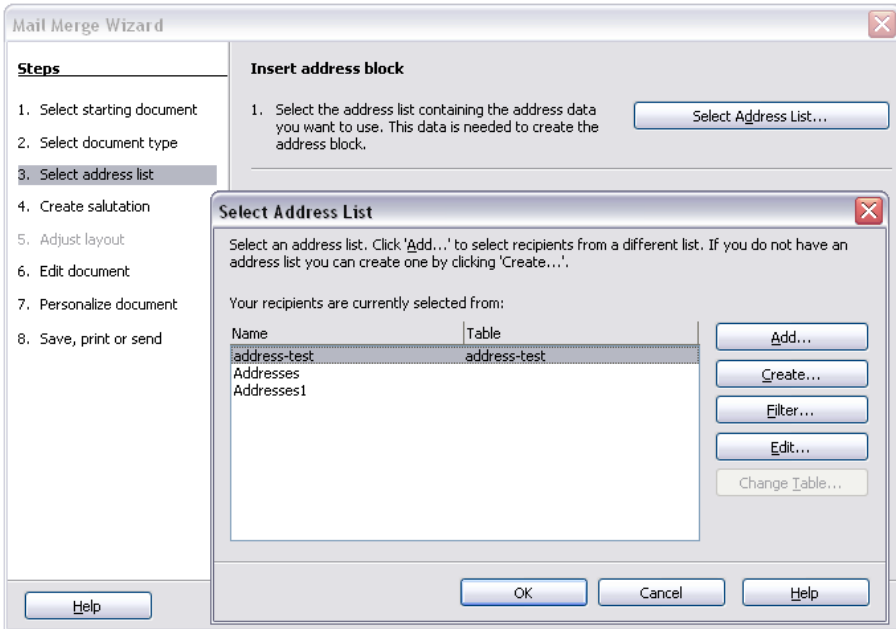 Mail Merge Wizard
Steps
1. Select starting document
2. Select document type
3. Select address list
4. Create salutation
5. Adjust layout
6. Edit document
7. Personalize document
8. Save, print or send
Insert address block
1. Select the address list containing the address data
you want to use. This data is needed to create the
address block.
Select Address List...
Select Address List
Select an address list. Click 'Add...' to select recipients from a different list. If you do not have an
address list you can create one by clicking 'Create...'.
Your recipients are currently selected from:
Name Table
address-test address-test
Addresses
Addresses1
Add...
Create...
Filter...
Edit...
Change Table...
OK Cancel Help
Help